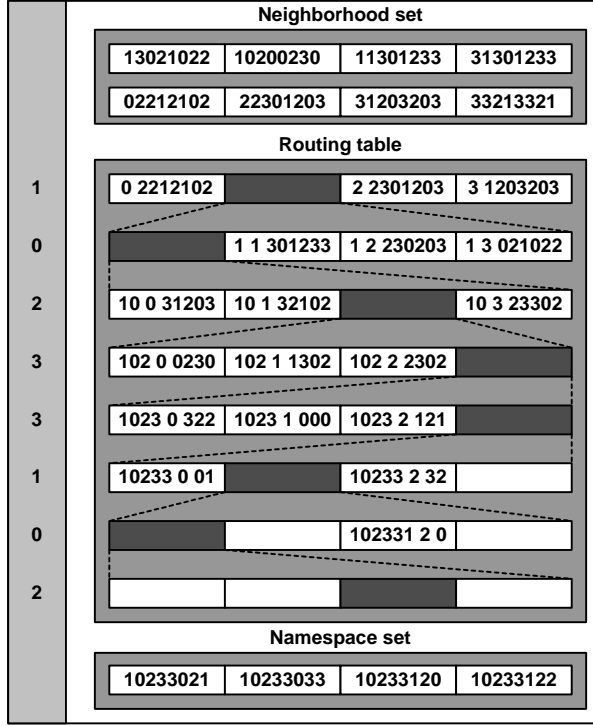 Neighborhood set
13021022 10200230 11301233 31301233
02212102 22301203 31203203 33213321
Routing table
1 0 2212102 2 2301203 3 1203203
0 1 1 301233 1 2 230203 1 3 021022
2 10 0 31203 10 1 32102 10 3 23302
3 102 0 0230 102 1 1302 102 2 2302
3 1023 0 322 1023 1 000 1023 2 121
1 10233 0 01 10233 2 32
0 102331 2 0
2
Namespace set
10233021 10233033 10233120 10233122